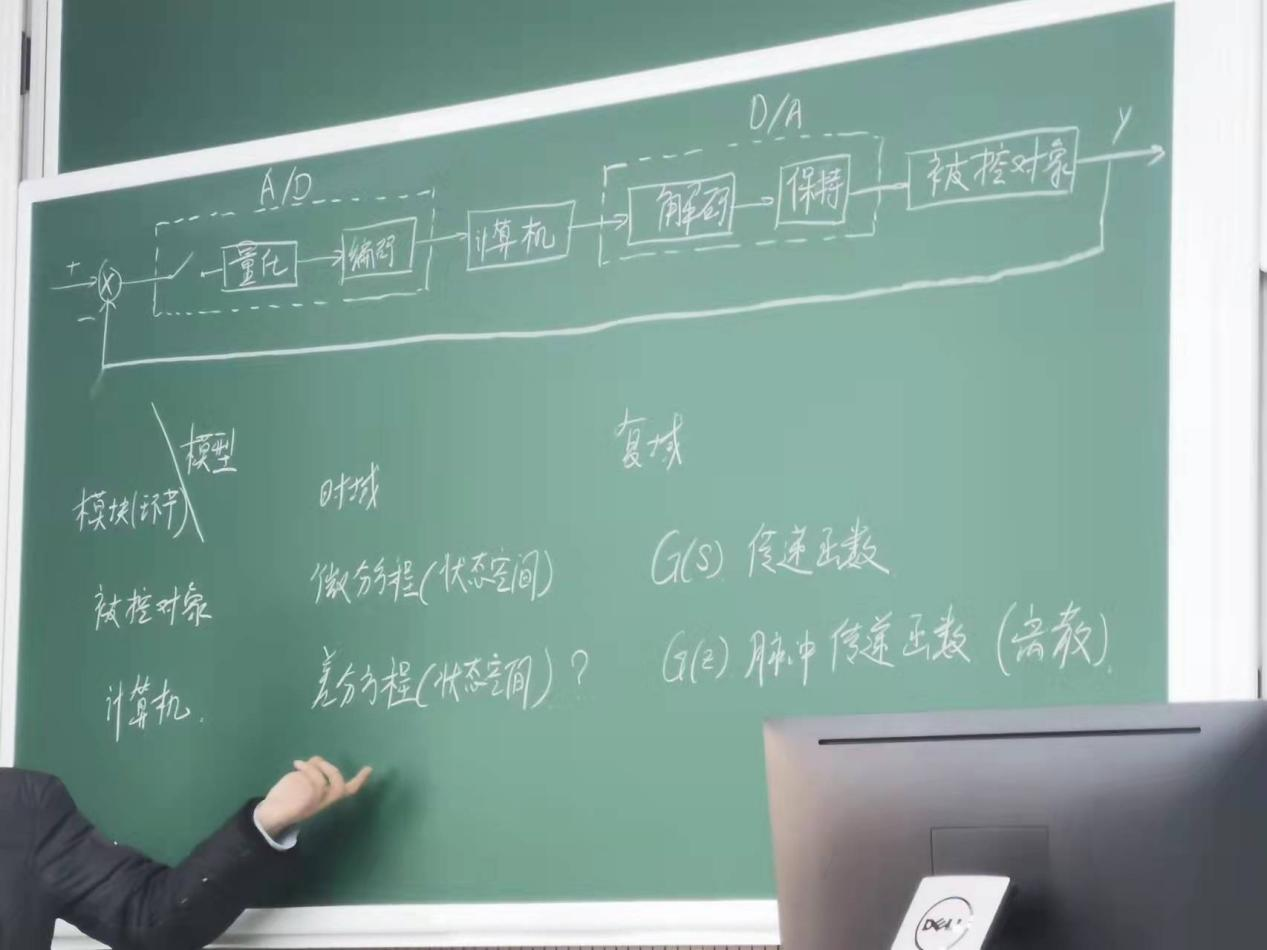 A/D
D/A
+
-
量化
编码
计算机
解码
保持
被控对象
y
模型
模块(环节)
时域
复域
被控对象
微分方程(状态空间)
G(s) 传递函数
计算机.
差分方程(状态空间)?
G(z) 脉冲传递函数(离散).
DELL